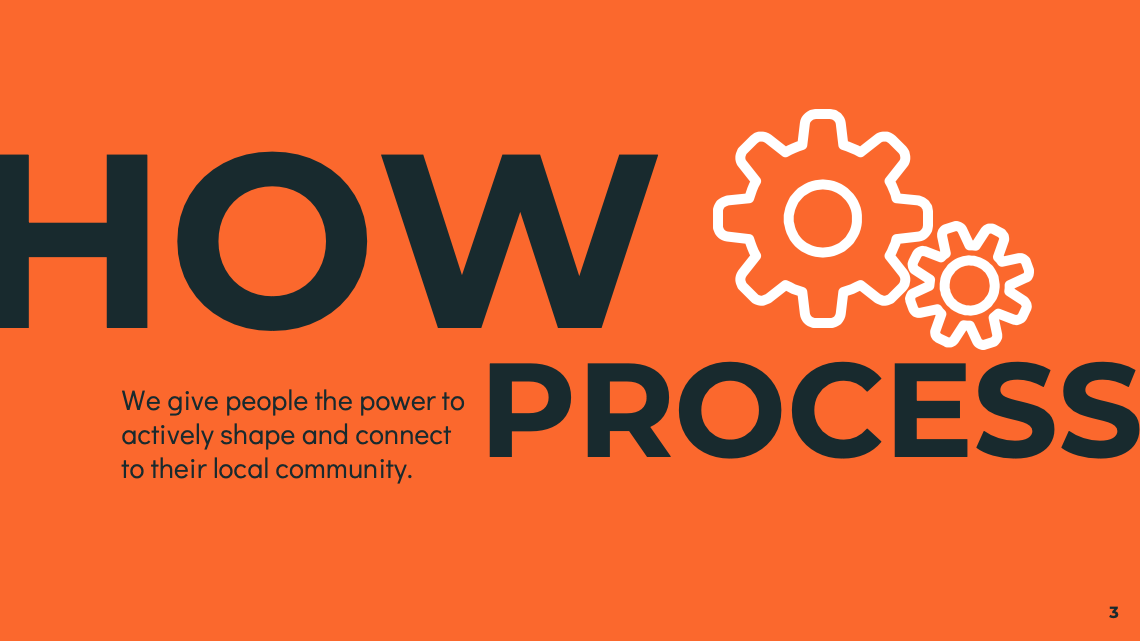 HOW
PROCESS
We give people the power to
actively shape and connect
to their local community.
3